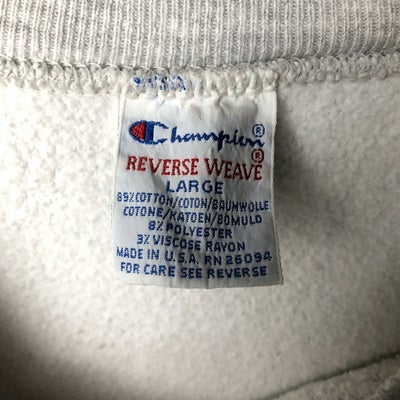 Champion®
REVERSE WEAVE®
LARGE
89% COTTON/COTON/BAUMWOLLE
COTONE/KATOEN/BOMULD
8% POLYESTER
3% VISCOSE RAYON
MADE IN U.S.A. RN 26094
FOR CARE SEE REVERSE